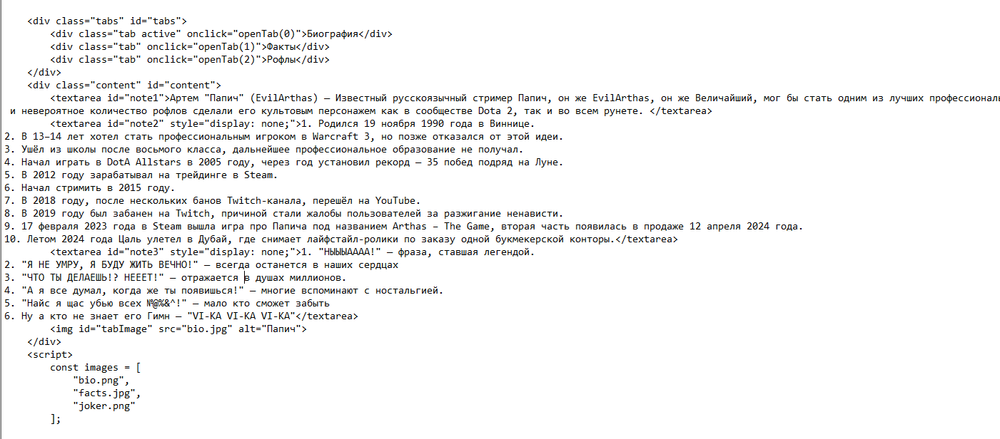 <div class="tabs" id="tabs">
<div class="tab active" onclick="openTab(0)">Биография</div>
<div class="tab" onclick="openTab(1)">Факты</div>
<div class="tab" onclick="openTab(2)">Рофлы</div>
</div>
<div class="content" id="content">
<textarea id="note1">Артем "Папич" (EvilArthas) — Известный русскоязычный стример Папич, он же EvilArthas, он же Величайший, мог бы стать одним из лучших
и невероятное количество рофлов сделали его культовым персонажем как в сообществе Dota 2, так и во всем рунете. </textarea>
<textarea id="note2" style="display: none;">1. Родился 19 ноября 1990 года в Виннице.
2. В 13–14 лет хотел стать профессиональным игроком в Warcraft 3, но позже отказался от этой идеи.
3. Ушёл из школы после восьмого класса, дальнейшее профессиональное образование не получал.
4. Начал играть в DotA Allstars в 2005 году, через год установил рекорд — 35 побед подряд на Луне.
5. В 2012 году зарабатывал на трейдинге в Steam.
6. Начал стримить в 2015 году.
7. В 2018 году, после нескольких банов Twitch-канала, перешёл на YouTube.
8. В 2019 году был забанен на Twitch, причиной стали жалобы пользователей за разжигание ненависти.
9. 17 февраля 2023 года в Steam вышла игра про Папича под названием Arthas – The Game, вторая часть появилась в продаже 12 апреля 2024 года.
10. Летом 2024 года Цаль улетел в Дубай, где снимает лайфстайл-ролики по заказу одной букмекерской конторы.</textarea>
<textarea id="note3" style="display: none;">1. "НЫЫЫАААА!" — фраза, ставшая легендой.
2. "Я НЕ УМРУ, Я БУДУ ЖИТЬ ВЕЧНО!" — всегда останется в наших сердцах
3. "ЧТО ТЫ ДЕЛАЕШЬ!? НЕЕЕТ!" — отражается в душах миллионов.
4. "А я все думал, когда же ты появишься!" — многие вспоминают с ностальгией.
5. "Найс я щас убью всех №@%&^!" — мало кто сможет забыть
6. Ну а кто не знает его Гимн — "VI-KA VI-KA VI-KA"</textarea>
<img id="tabImage" src="bio.jpg" alt="Папич">
</div>
<script>
const images = [
"bio.png",
"facts.jpg",
"joker.png"
];